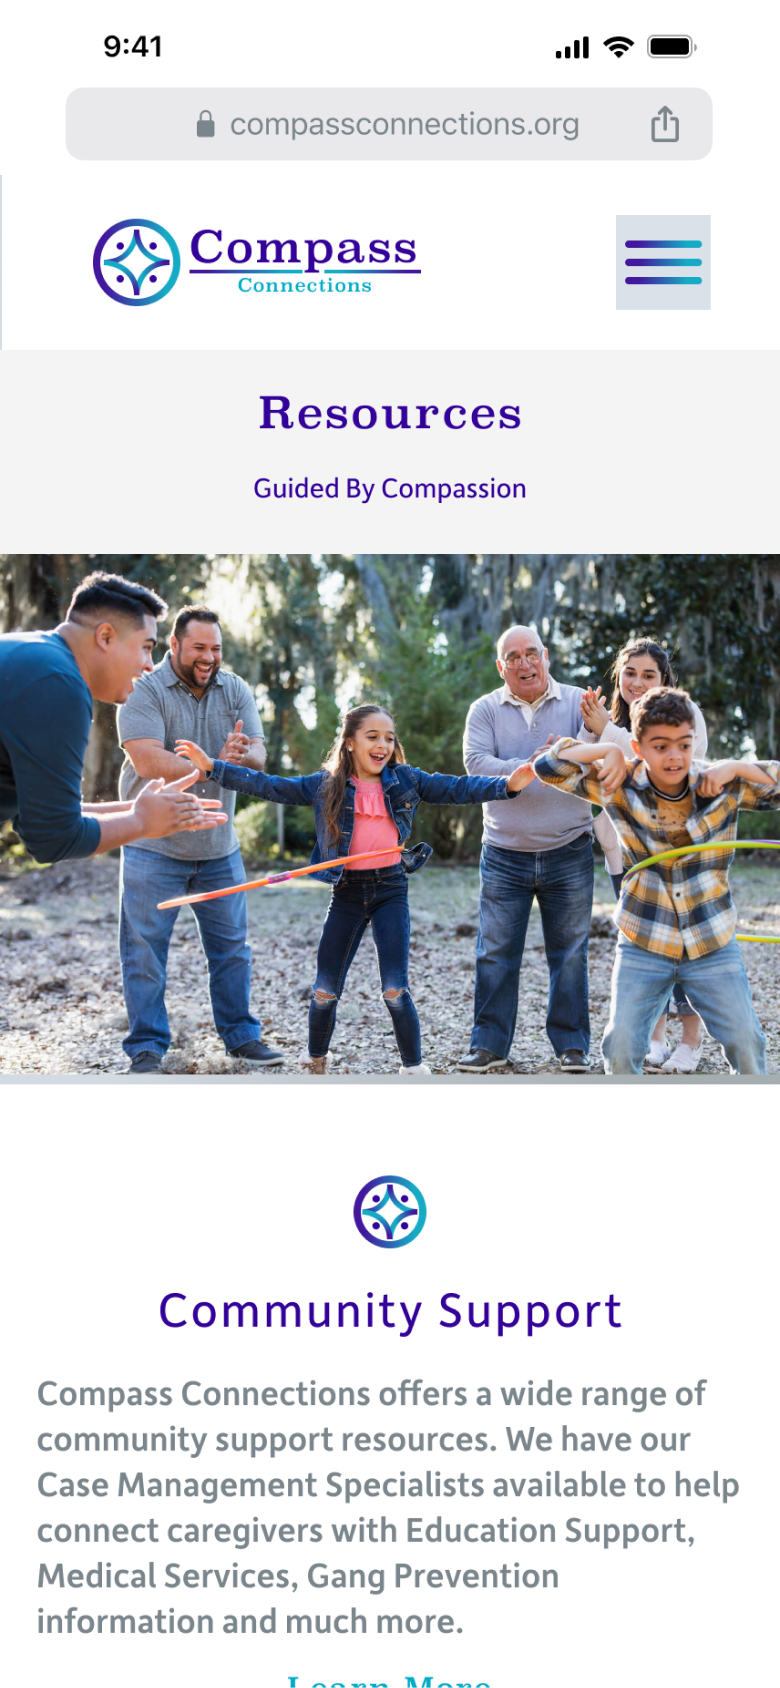 9:41
compassconnections.org
Compass
Connections
Resources
Guided By Compassion
Community Support
Compass Connections offers a wide range of
community support resources. We have our
Case Management Specialists available to help
connect caregivers with Education Support,
Medical Services, Gang Prevention
information and much more.
Learn More